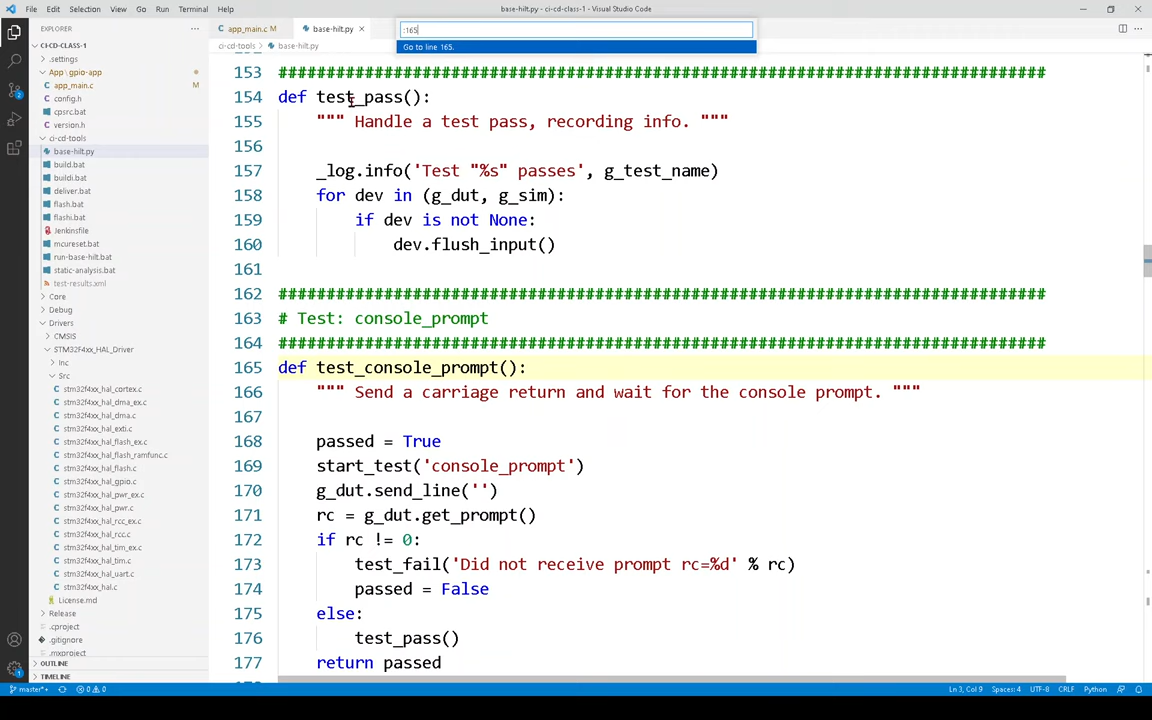 File Edit Selection View Go Run Terminal Help
base-hilt.py - ci-cd-class-1 - Visual Studio Code
EXPLORER
CI-CD-CLASS-1
.settings
App\gpio-app
app_main.c M
config.h
cpsrc.bat
version.h
ci-cd-tools
base-hilt.py
build.bat
buildi.bat
deliver.bat
flash.bat
flashi.bat
Jenkinsfile
mcureset.bat
run-base-hilt.bat
static-analysis.bat
test-results.xml
Core
Debug
Drivers
CMSIS
STM32F4xx_HAL_Driver
Inc
Src
stm32f4xx_hal_cortex.c
stm32f4xx_hal_dma_ex.c
stm32f4xx_hal_dma.c
stm32f4xx_hal_exti.c
stm32f4xx_hal_flash_ex.c
stm32f4xx_hal_flash_ramfunc.c
stm32f4xx_hal_flash.c
stm32f4xx_hal_gpio.c
stm32f4xx_hal_pwr_ex.c
stm32f4xx_hal_pwr.c
stm32f4xx_hal_rcc_ex.c
stm32f4xx_hal_rcc.c
stm32f4xx_hal_tim_ex.c
stm32f4xx_hal_tim.c
stm32f4xx_hal_uart.c
stm32f4xx_hal.c
License.md
Release
.cproject
.gitignore
.mxproject
OUTLINE
TIMELINE
app_main.c M
base-hilt.py
:165
Go to line 165.
ci-cd-tools > base-hilt.py
153 ################################################################################
154 def test_pass():
155 """ Handle a test pass, recording info. """
156
157 _log.info('Test "%s" passes', g_test_name)
158 for dev in (g_dut, g_sim):
159 if dev is not None:
160 dev.flush_input()
161
162 ################################################################################
163 # Test: console_prompt
164 ################################################################################
165 def test_console_prompt():
166 """ Send a carriage return and wait for the console prompt. """
167
168 passed = True
169 start_test('console_prompt')
170 g_dut.send_line('')
171 rc = g_dut.get_prompt()
172 if rc != 0:
173 test_fail('Did not receive prompt rc=%d' % rc)
174 passed = False
175 else:
176 test_pass()
177 return passed
master*+ 0 0
Ln 3, Col 9 Spaces: 4 UTF-8 CRLF Python